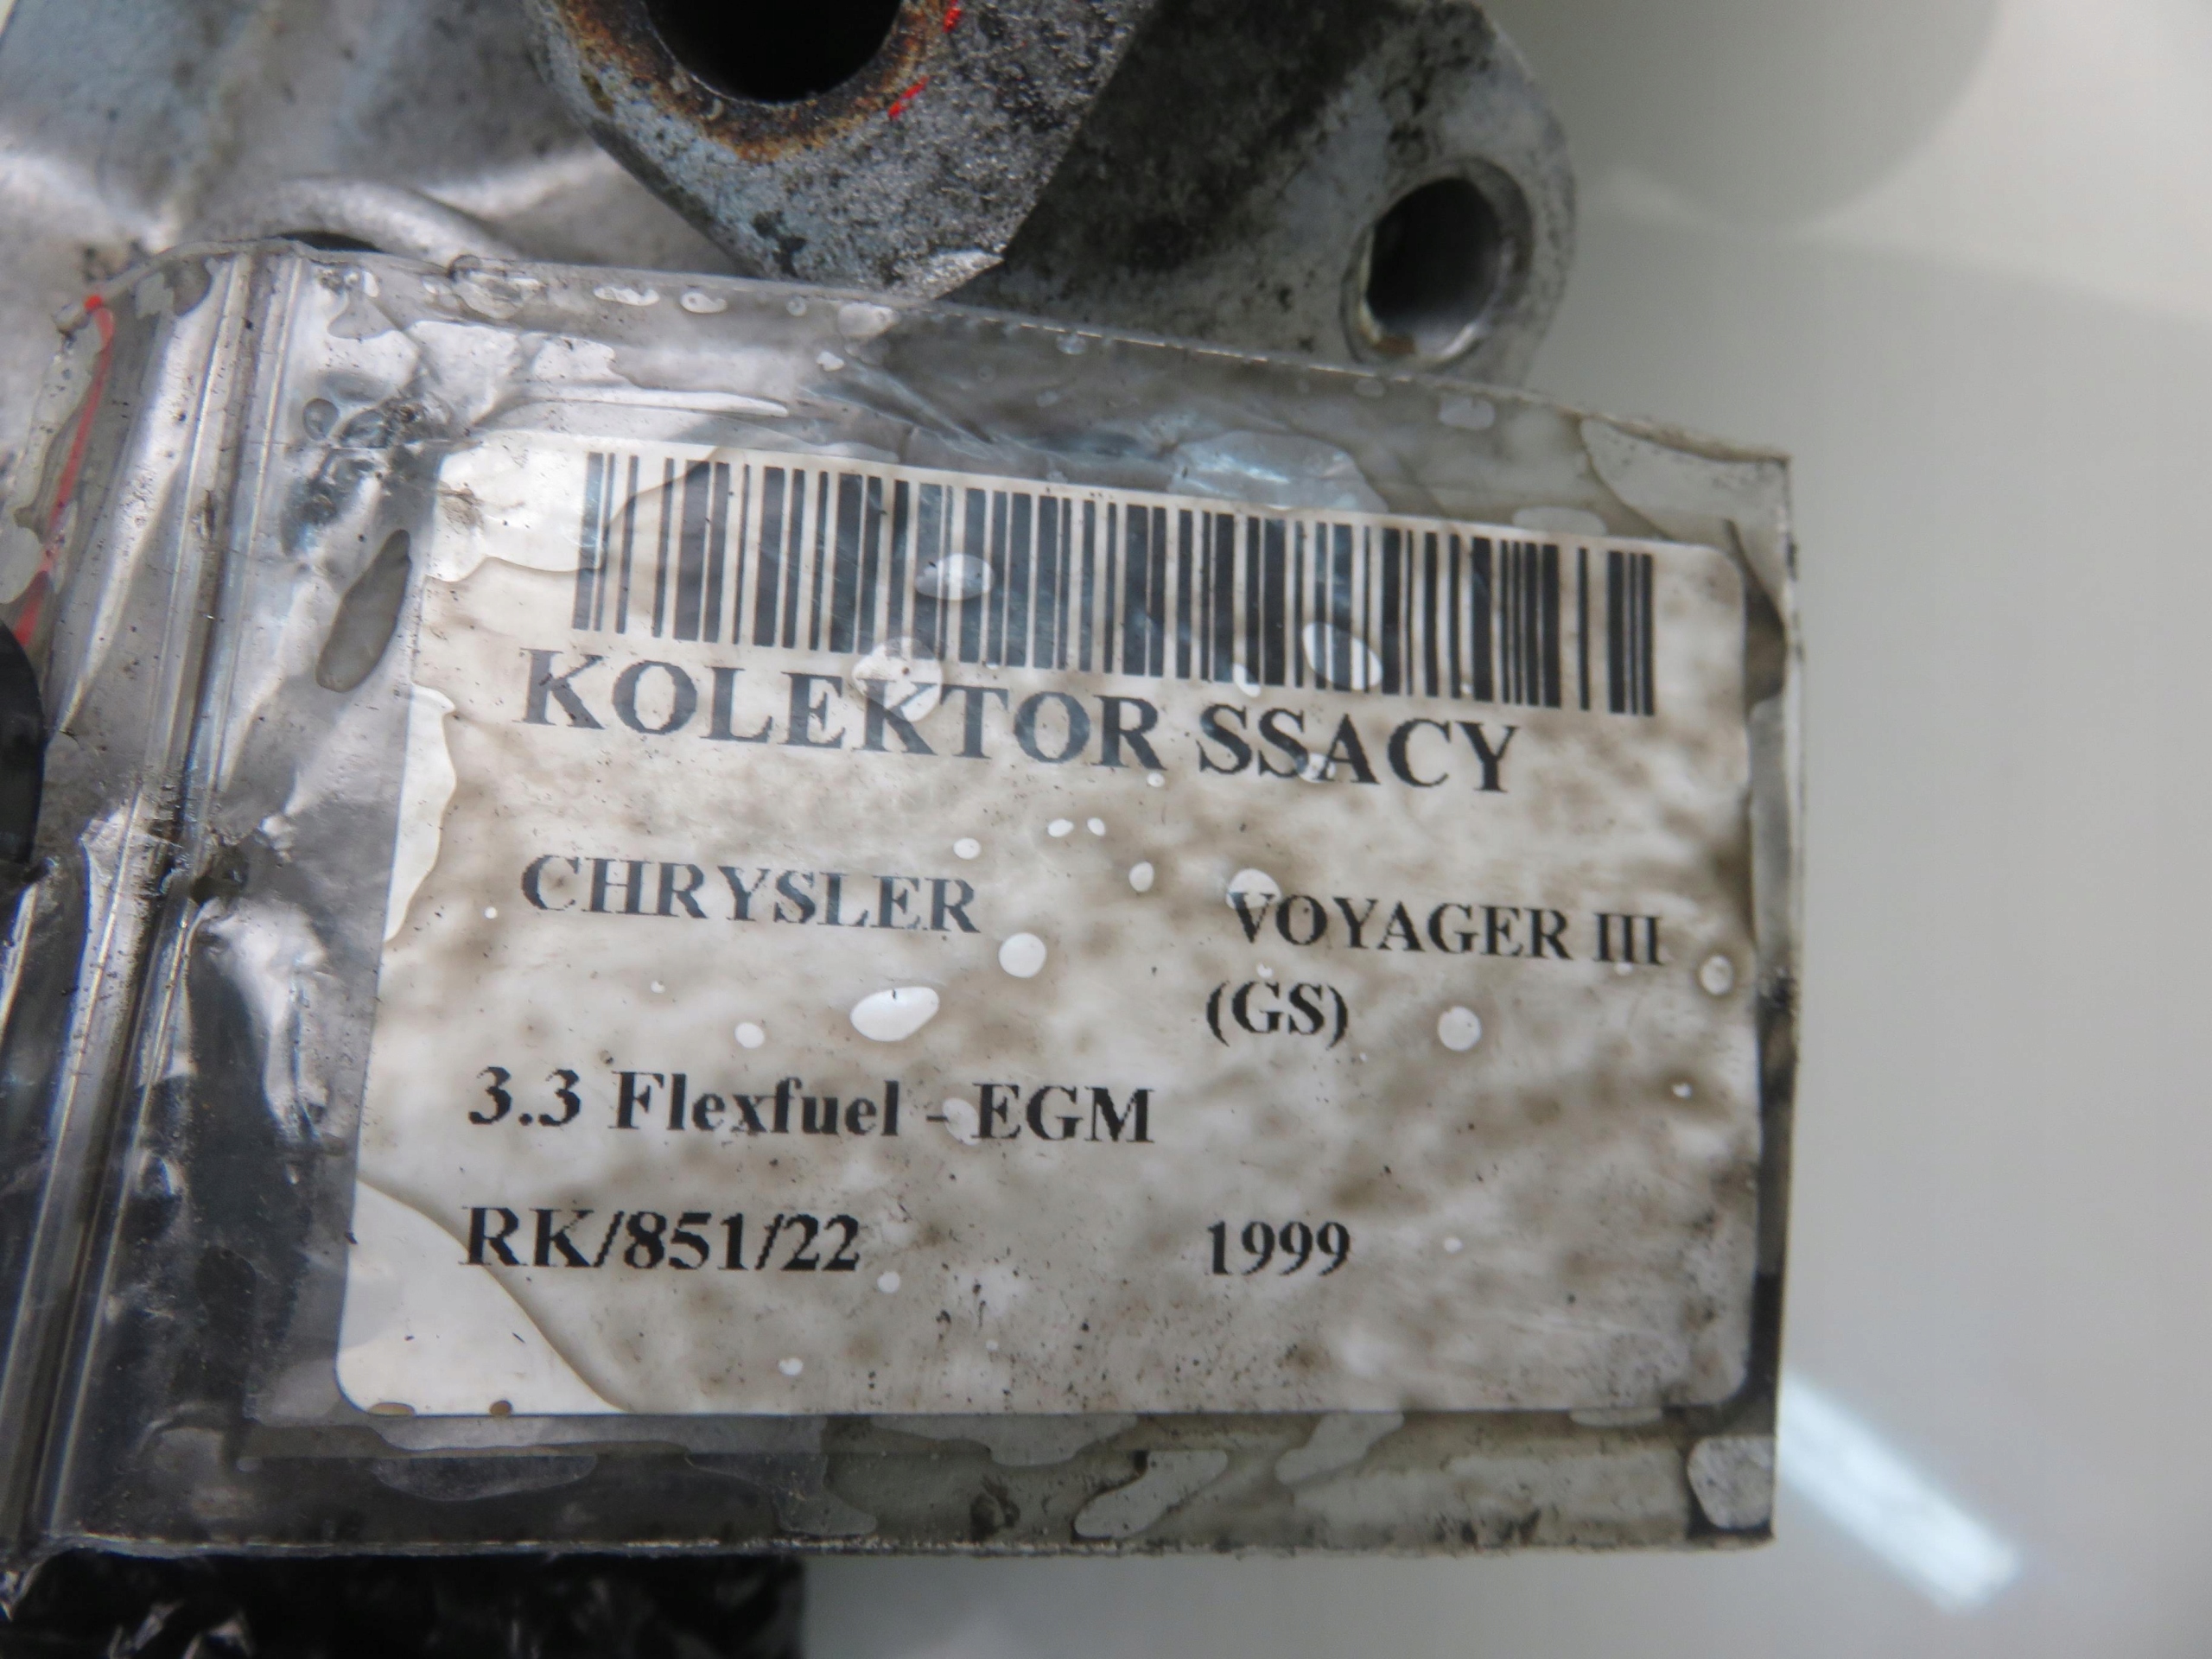 KOLEKTOR SSACY
CHRYSLER VOYAGER III
(GS)
3.3 Flexfuel - EGM
RK/851/22 1999